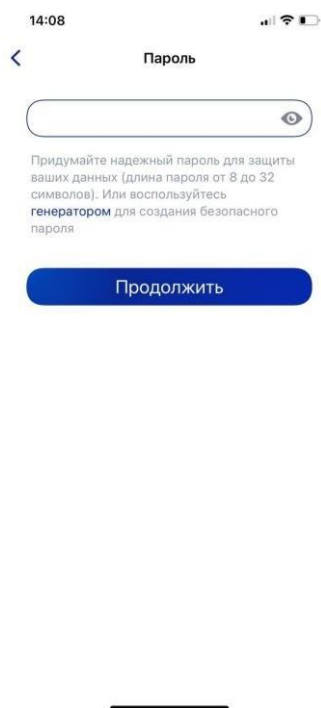 14:08
Пароль
Придумайте надежный пароль для защиты
ваших данных (длина пароля от 8 до 32
символов). Или воспользуйтесь
генератором для создания безопасного
пароля
Продолжить